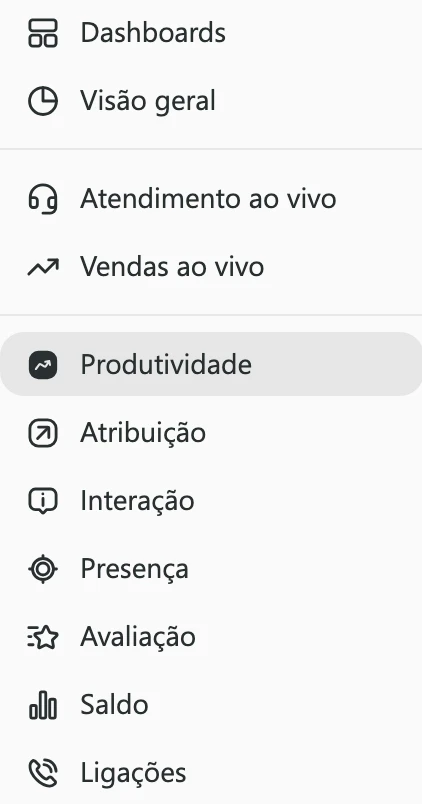 Dashboards
Visão geral
Atendimento ao vivo
Vendas ao vivo
Produtividade
Atribuição
Interação
Presença
Avaliação
Saldo
Ligações